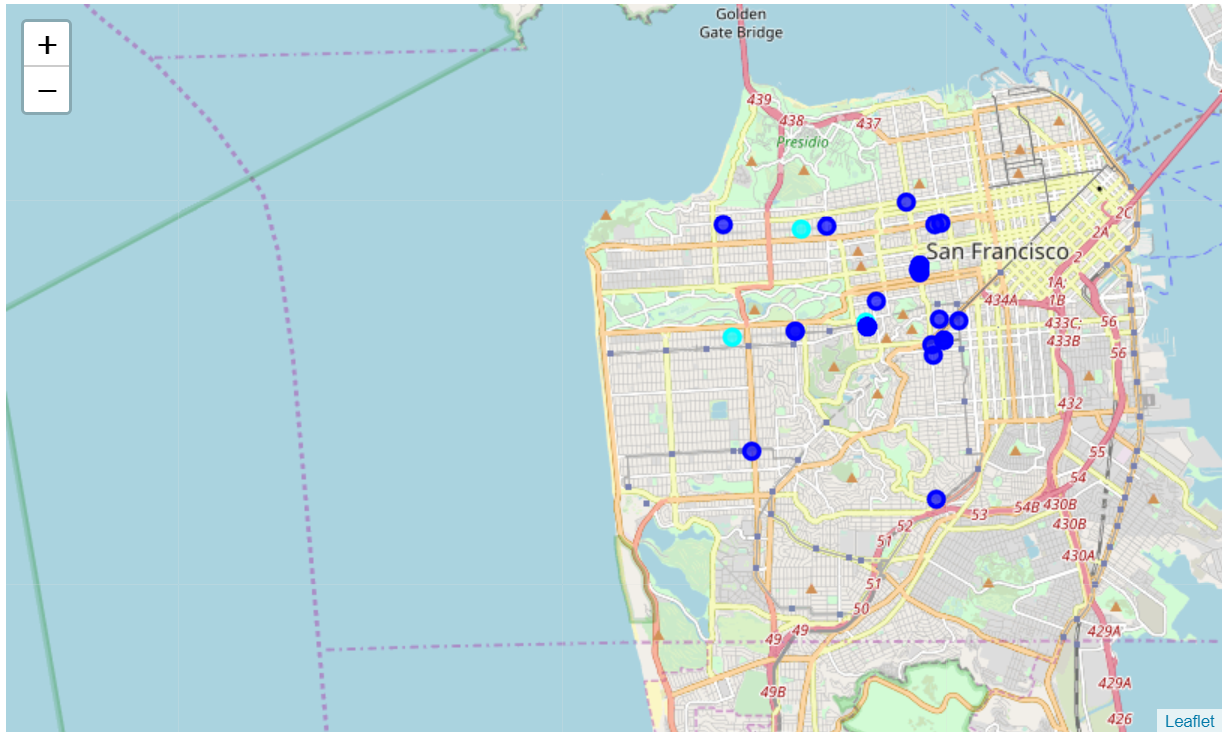 Golden
Gate Bridge
+
−
439
438
437
Presidio
2C
2A
San Francisco
2
1A;
1B
434A
433C;
433B
56
56
432
55
54
54B
430B
53
430B
52
51
430A
51
50
49
49
429A
49B
429A
426
Leaflet